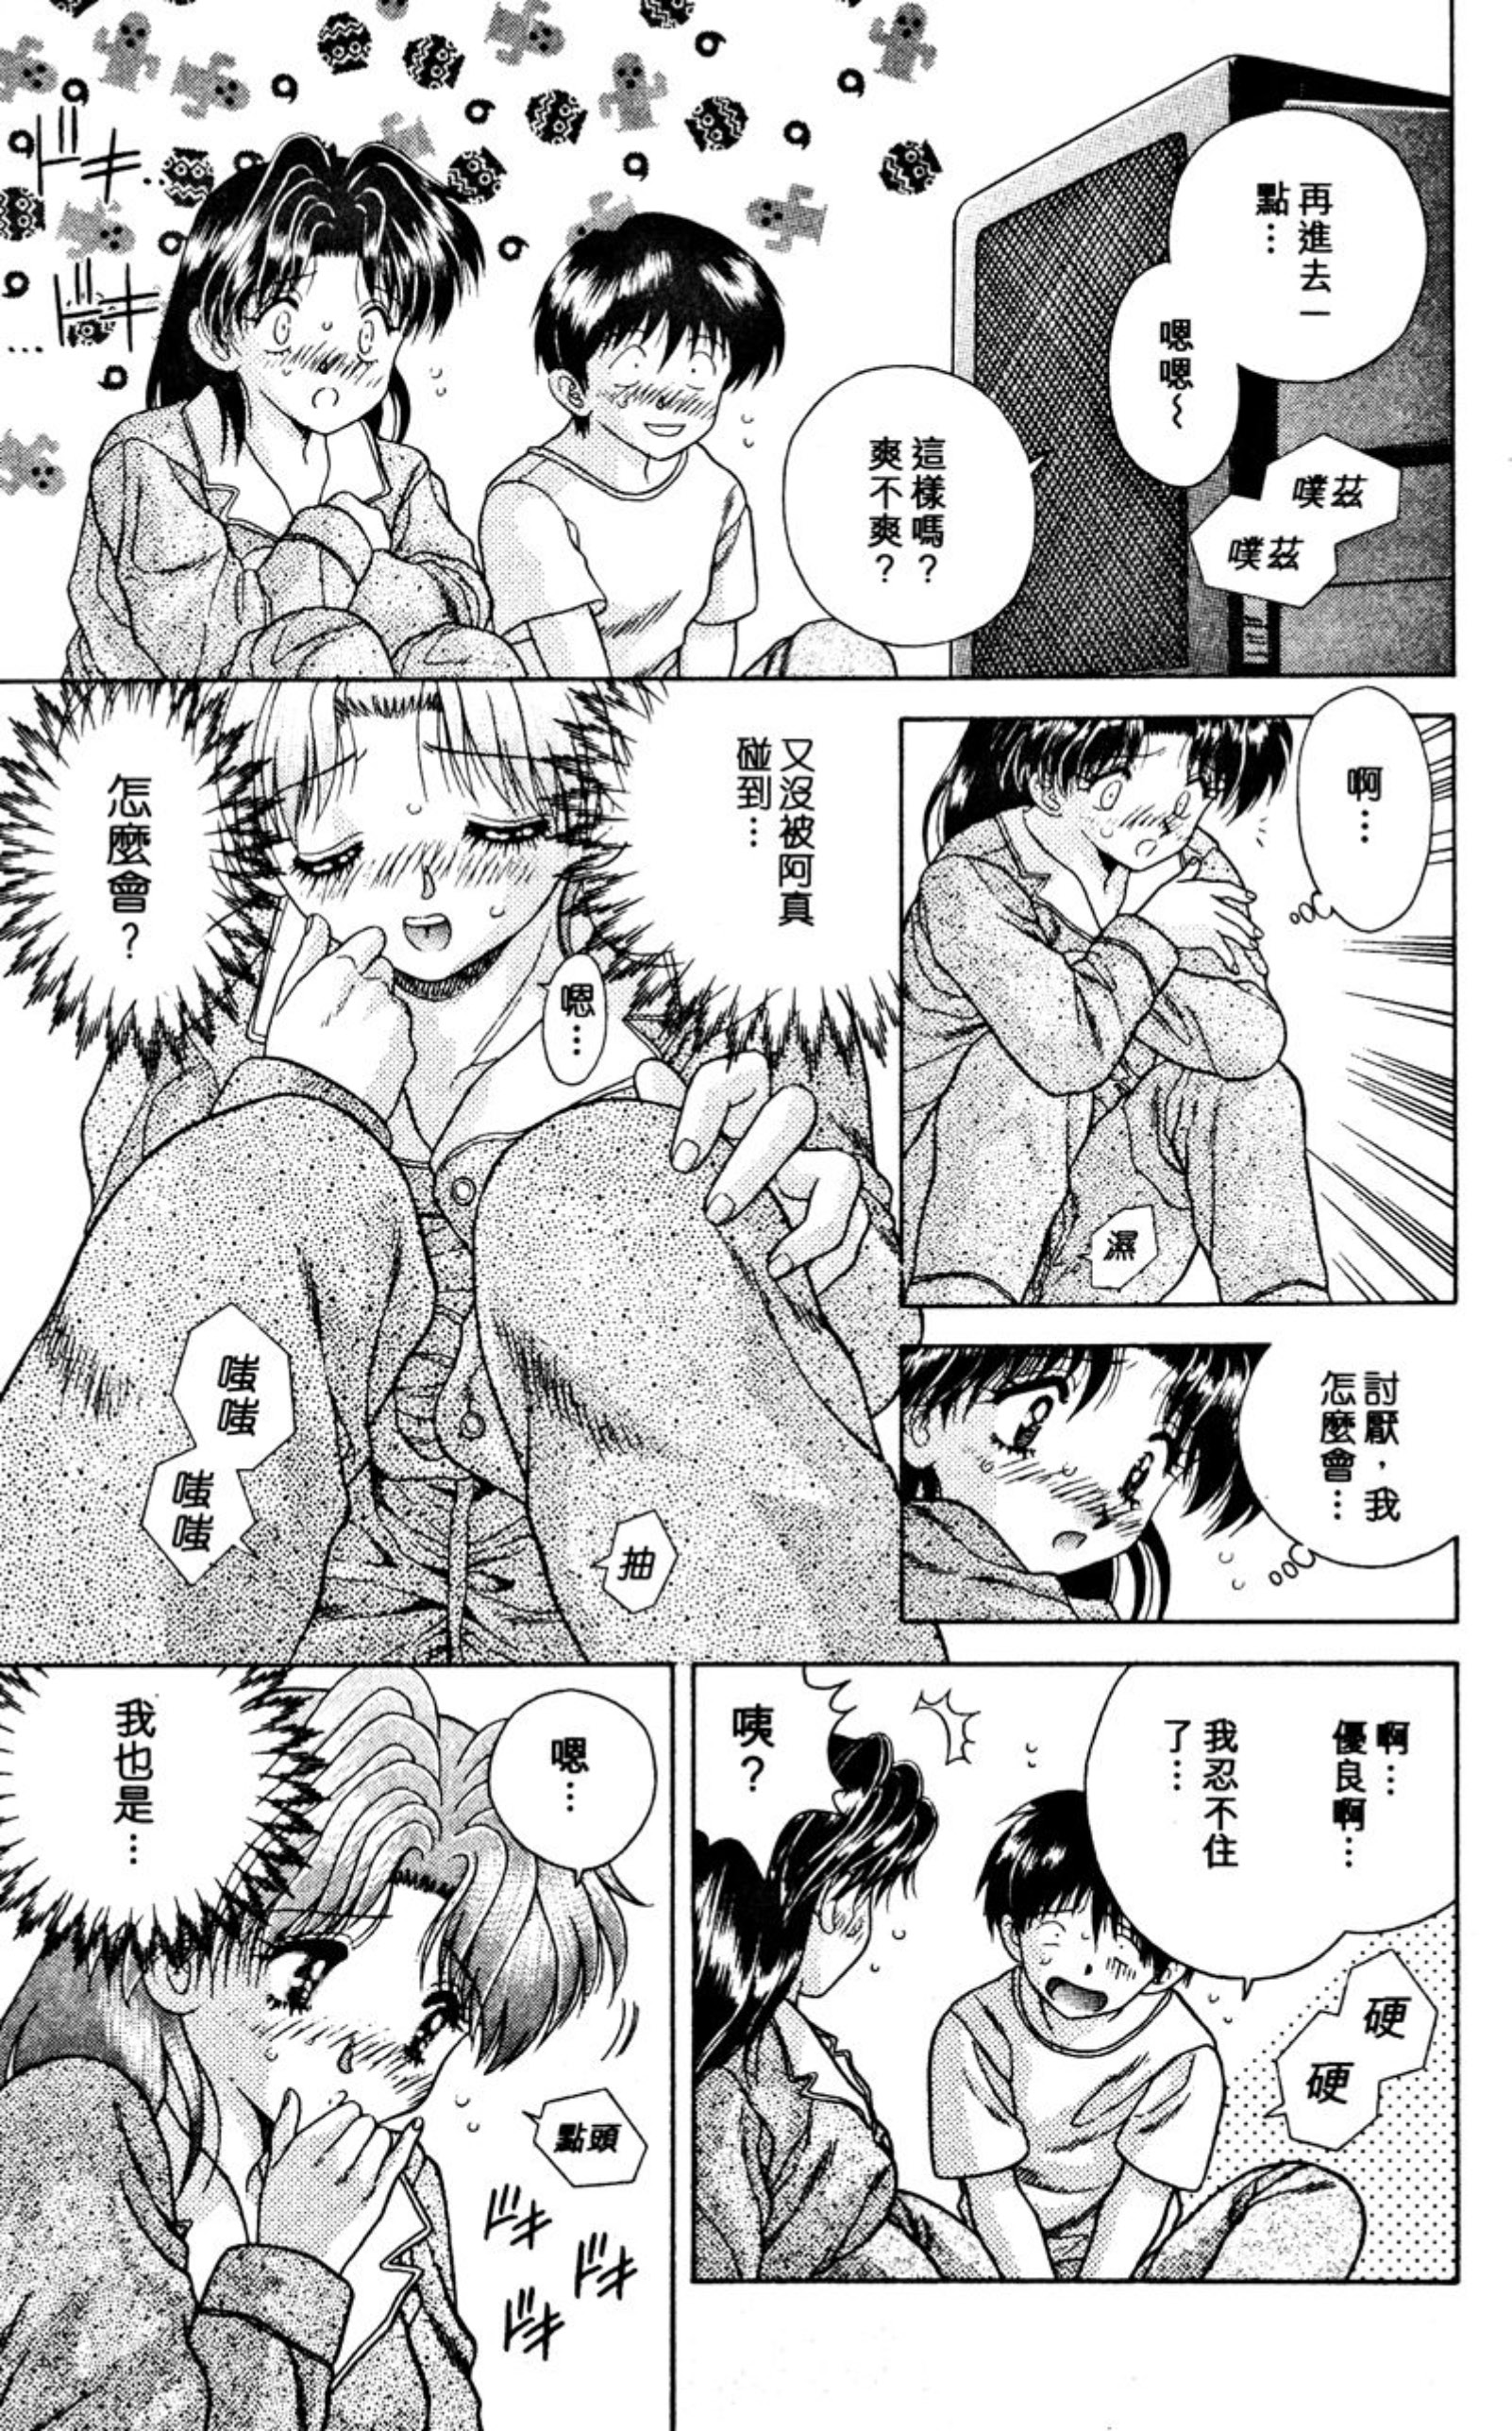 再進去一
點…
嗯嗯～
噗茲
噗茲
這樣嗎？
爽不爽？
ドキ…
ドキ…
啊…
濕
討厭，我
怎麼會…
又沒被阿真
碰到…
嗯…
怎麼會？
嗤嗤
嗤嗤
抽
啊…
優良啊…
我忍不住
了…
硬
硬
咦？
嗯…
點頭
我也是…
ドキ
ドキ
ドキ